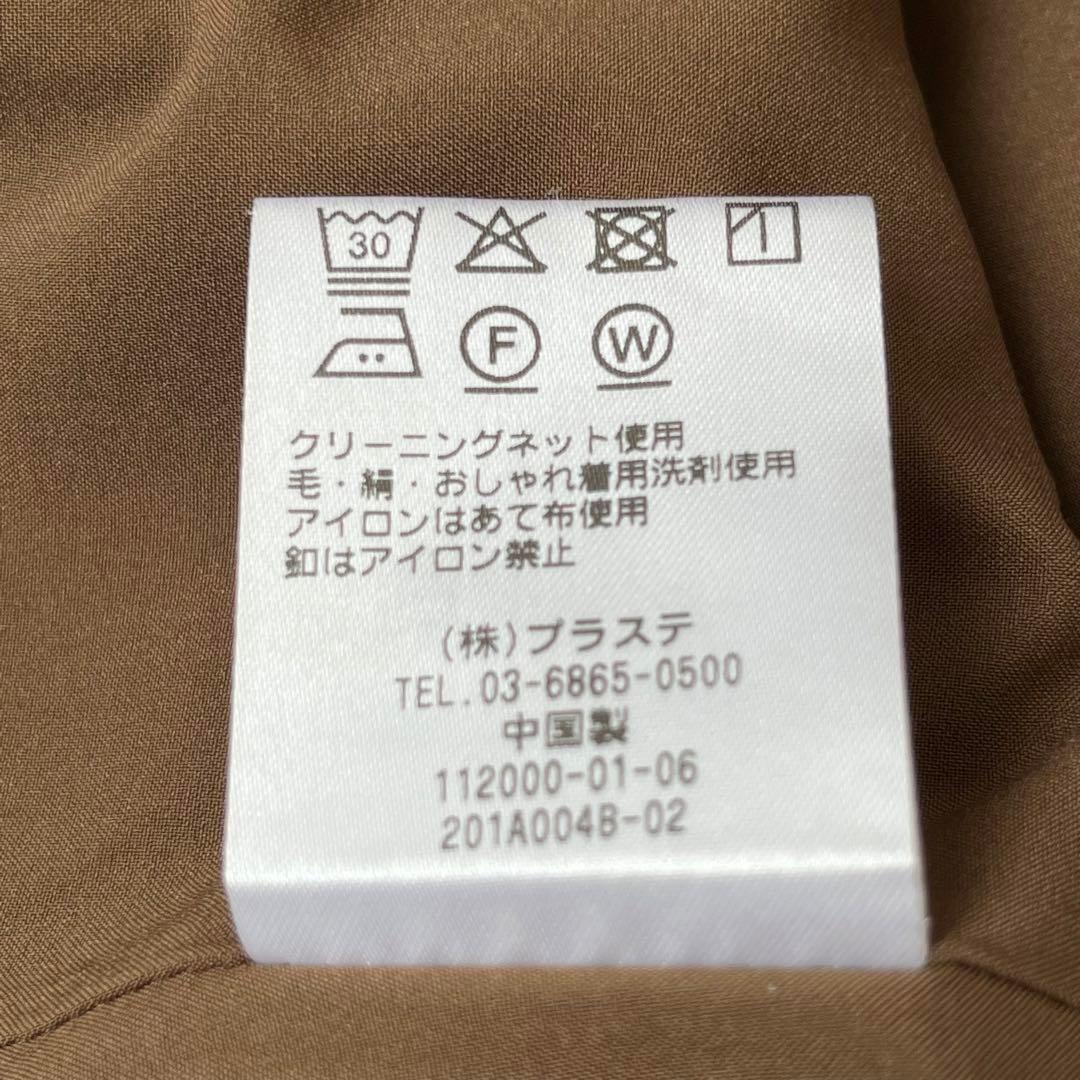 30
F W
クリーニングネット使用
毛・絹・おしゃれ着用洗剤使用
アイロンはあて布使用
釦はアイロン禁止
(株)プラステ
TEL.03-6865-0500
中国製
112000-01-06
201A004B-02